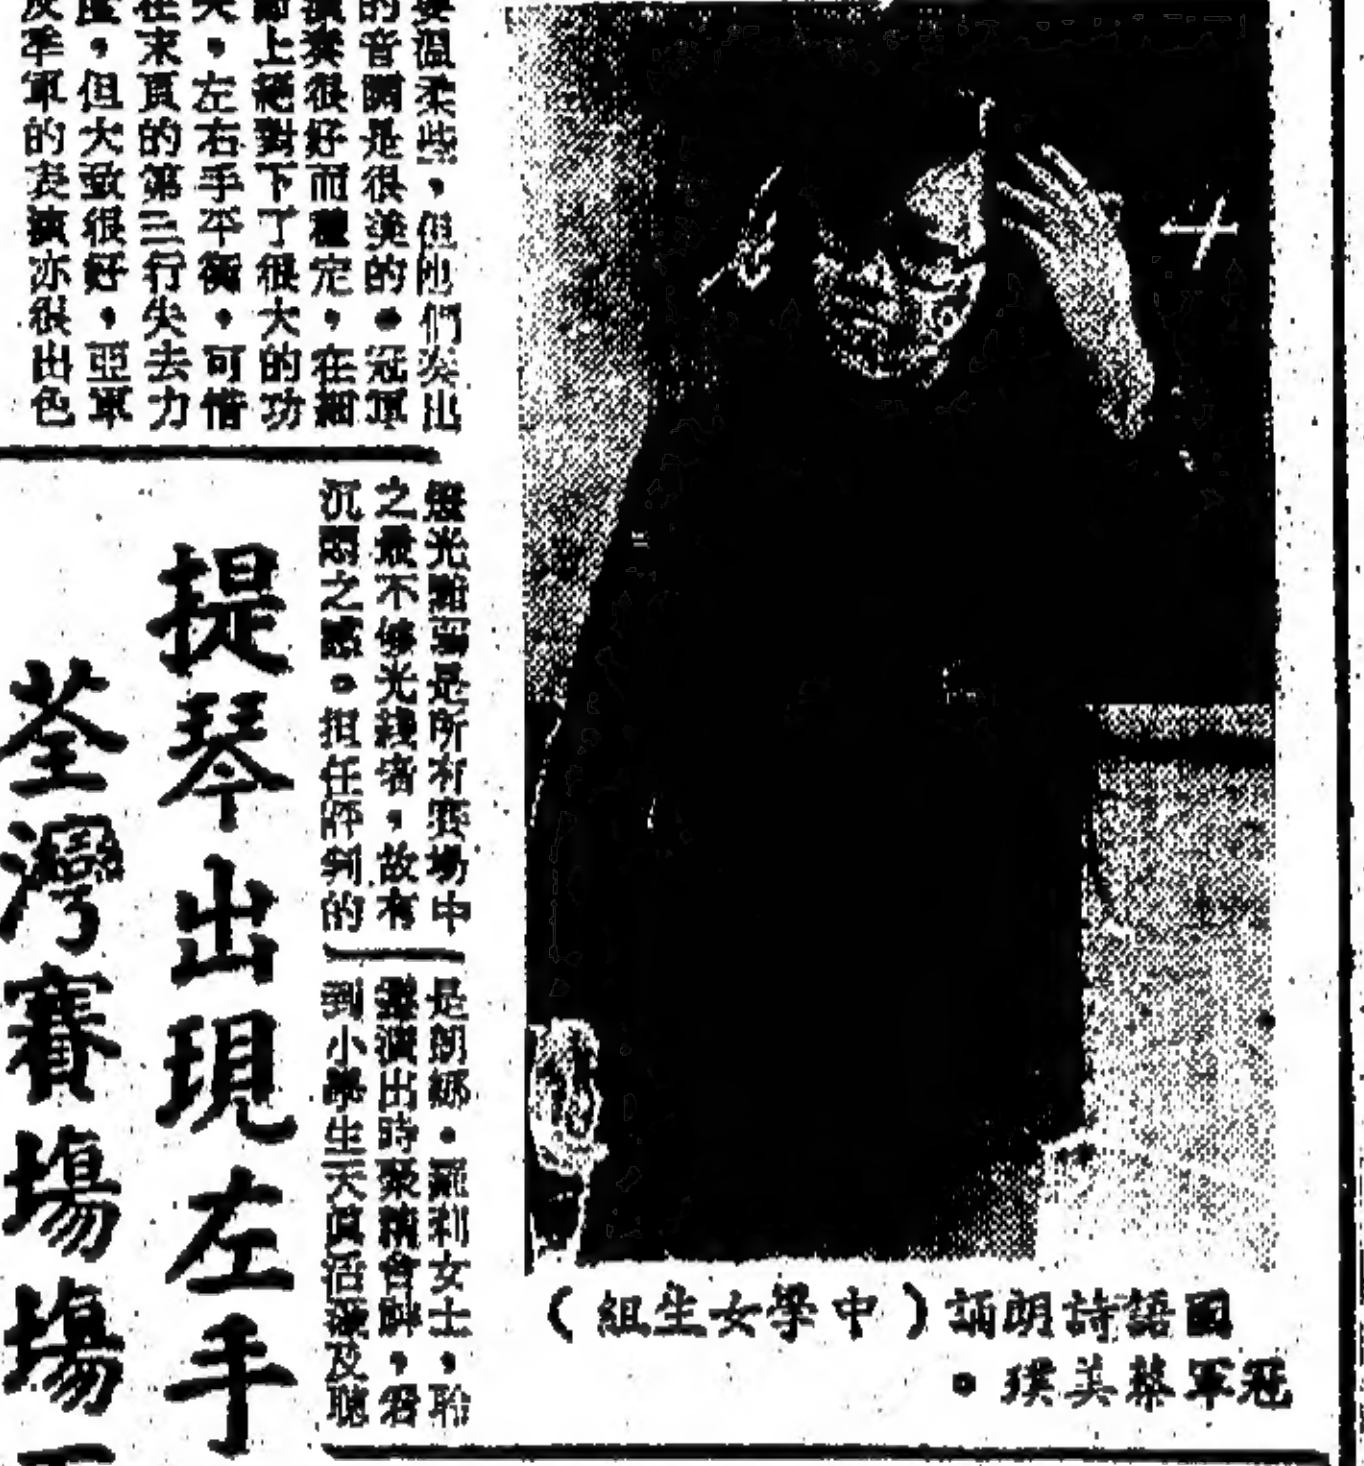 要溫柔些，但他們奏出
的音調是很美的。冠軍
演奏很好而穩定，在細
節上絕對下了很大的功
夫，左右手平衡，可惜
在末頁的第三行失去力
度，但大致很好，亞軍
及季軍的表演亦很出色
燈光黯弱是所有賽場中
之最不夠光綫者，故有
沉悶之感。担任評判的
是朗娜·羅利女士，聆
聽演出時聚精會神，看
到小學生天真活潑及聰
提琴出現左手
荃灣賽場場
國語詩朗誦（中學女生組）
冠軍蔡美璞。